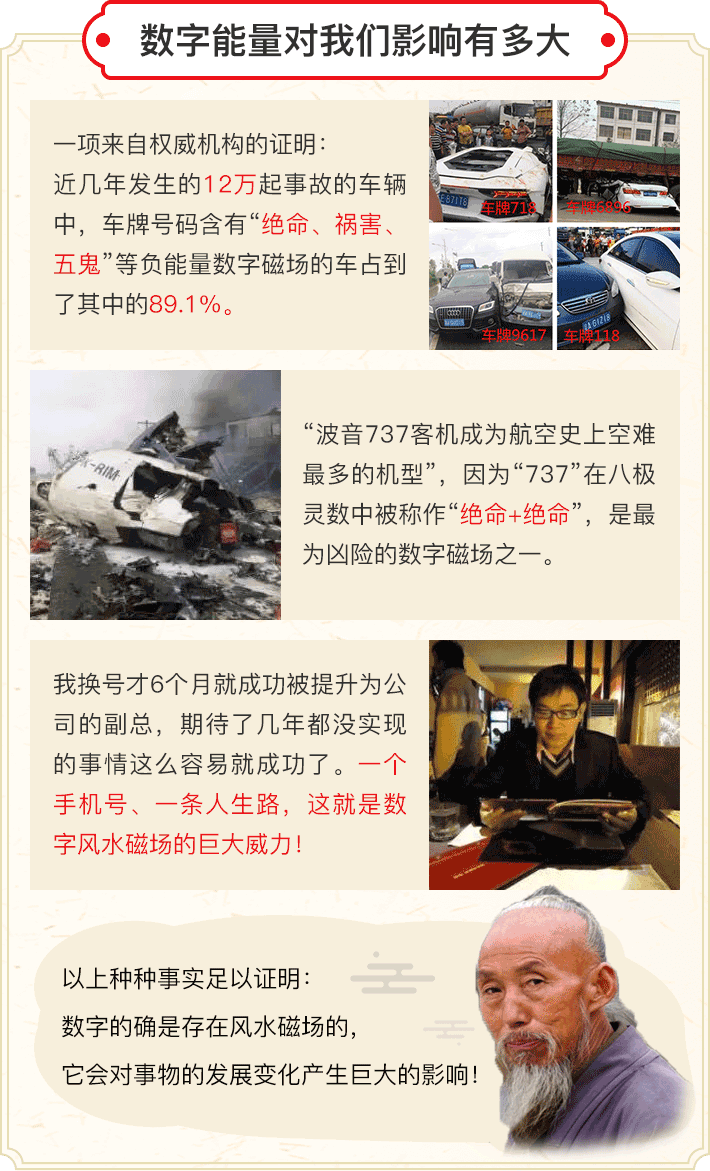 数字能量对我们影响有多大
一项来自权威机构的证明：
近几年发生的12万起事故的车辆
中，车牌号码含有“绝命、祸害、
五鬼”等负能量数字磁场的车占到
了其中的89.1%。
车牌718
车牌6896
车牌9617
车牌118
“波音737客机成为航空史上空难
最多的机型”，因为“737”在八极
灵数中被称作“绝命+绝命”，是最
为凶险的数字磁场之一。
K-RIM
我换号才6个月就成功被提升为公
司的副总，期待了几年都没实现
的事情这么容易就成功了。一个
手机号、一条人生路，这就是数
字风水磁场的巨大威力！
以上种种事实足以证明：
数字的确是存在风水磁场的，
它会对事物的发展变化产生巨大的影响！